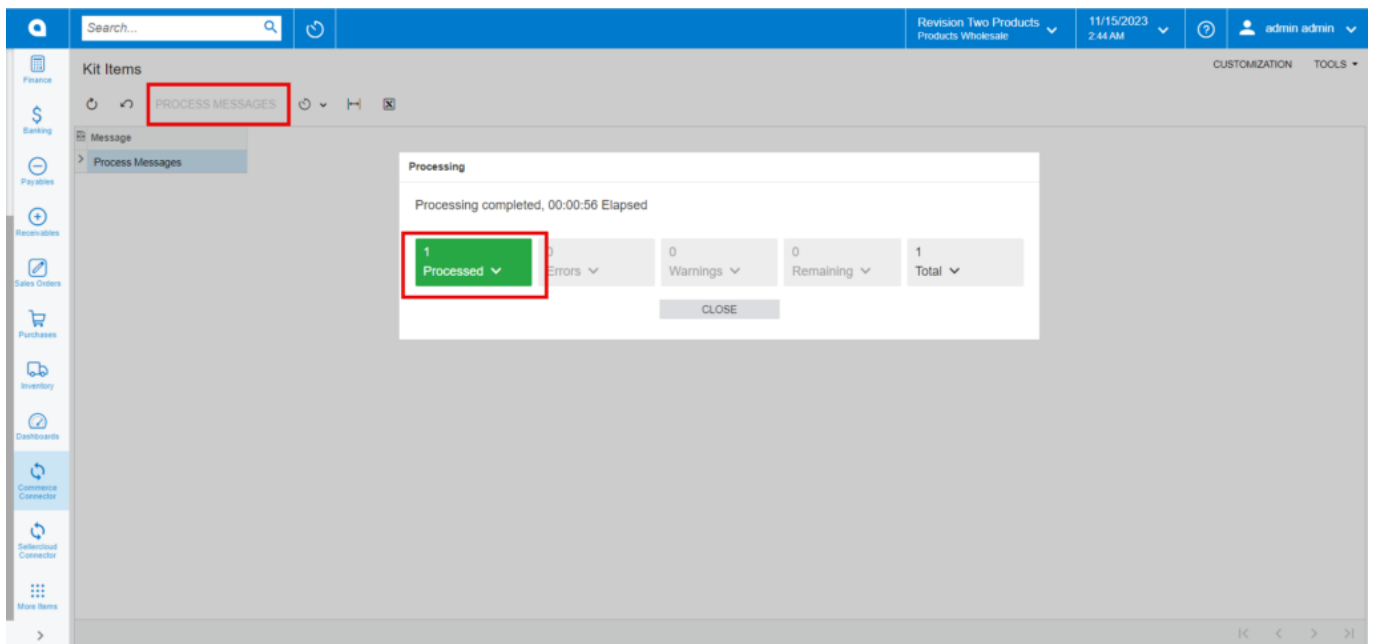 Search...
Revision Two Products
Products Wholesale
11/15/2023
2:44 AM
admin admin
Finance
Banking
Payables
Receivables
Sales Orders
Purchases
Inventory
Dashboards
Commerce
Connector
Sellercloud
Connector
More Items
Kit Items
CUSTOMIZATION TOOLS
PROCESS MESSAGES
Message
Process Messages
Processing
Processing completed, 00:00:56 Elapsed
1
Processed
0
Errors
0
Warnings
0
Remaining
1
Total
CLOSE